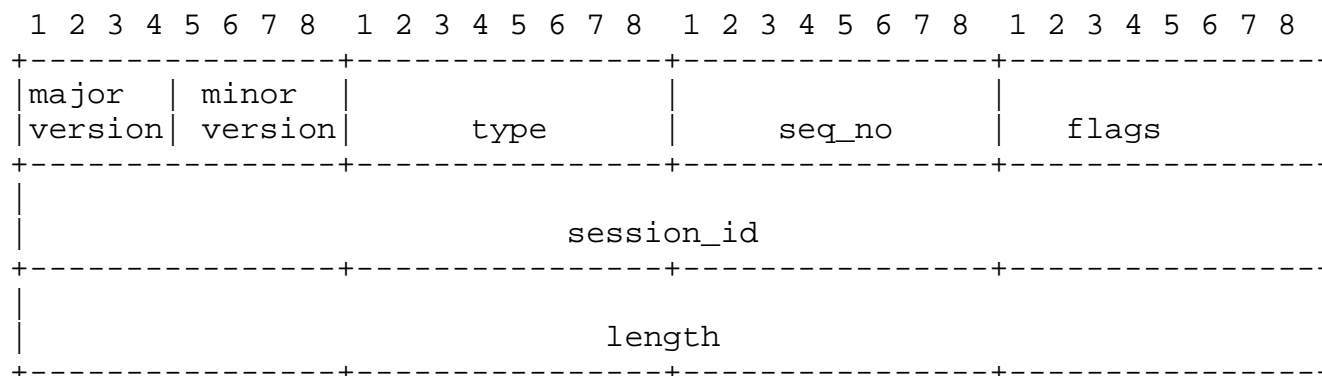 1 2 3 4 5 6 7 8 1 2 3 4 5 6 7 8 1 2 3 4 5 6 7 8 1 2 3 4 5 6 7 8
+----------------+----------------+----------------+----------------
|major | minor | | |
|version| version| type | seq_no | flags
+----------------+----------------+----------------+----------------
|
| session_id
+----------------+----------------+----------------+----------------
|
| length
+----------------+----------------+----------------+----------------